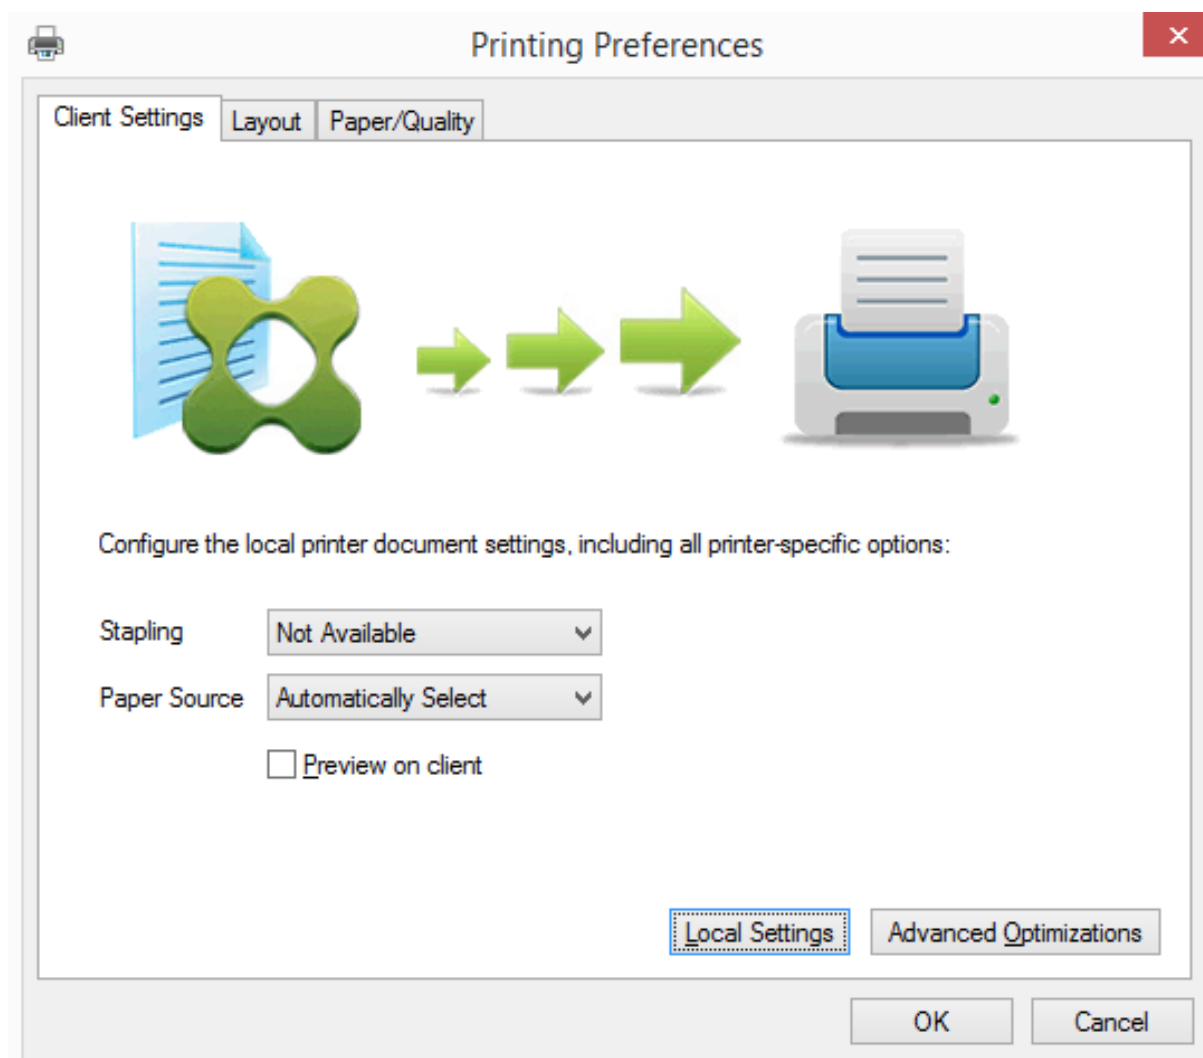 Printing Preferences
Client Settings
Layout
Paper/Quality
Configure the local printer document settings, including all printer-specific options:
Stapling
Not Available
Paper Source
Automatically Select
Preview on client
Local Settings
Advanced Optimizations
OK
Cancel